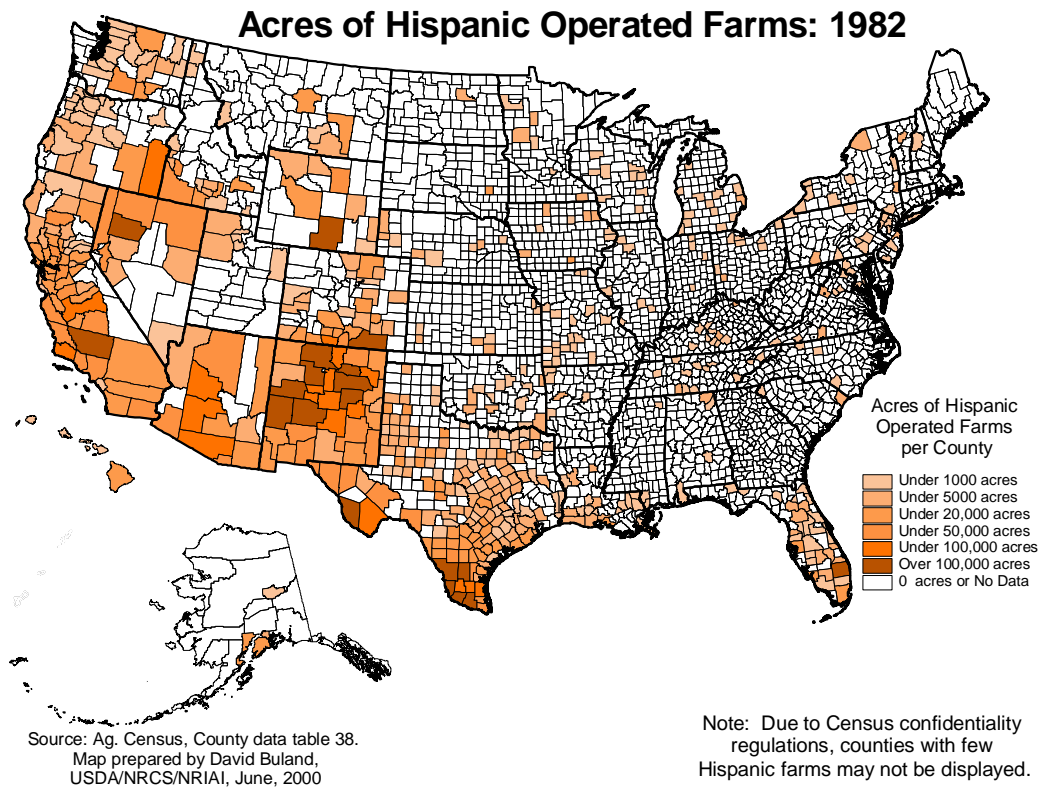 Acres of Hispanic Operated Farms: 1982
Acres of Hispanic
Operated Farms
per County
Under 1000 acres
Under 5000 acres
Under 20,000 acres
Under 50,000 acres
Under 100,000 acres
Over 100,000 acres
0 acres or No Data
Source: Ag. Census, County data table 38.
Map prepared by David Buland,
USDA/NRCS/NRIAI, June, 2000
Note: Due to Census confidentiality
regulations, counties with few
Hispanic farms may not be displayed.